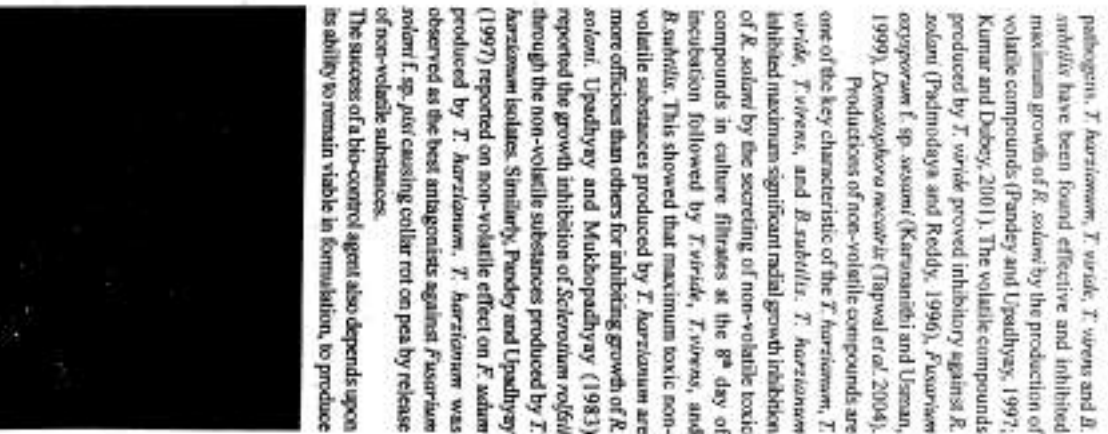 pathogens. T. harzianum, T. viride, T. virens and B.
subtilis have been found effective and inhibited
maximum growth of R. solani by the production of
volatile compounds (Pandey and Upadhyay, 1997;
Kumar and Dubey, 2001). The volatile compounds
produced by T. viride proved inhibitory against R.
solani (Padmodaya and Reddy, 1996), Fusarium
oxysporum f. sp. sesami (Karunanithi and Usman,
1999), Dematophora necatrix (Tapwal et al. 2004).
Productions of non-volatile compounds are
one of the key characteristic of the T. harzianum, T.
viride, T. virens, and B. subtilis. T. harzianum
inhibited maximum significant radial growth inhibition
of R. solani by the secreting of non-volatile toxic
compounds in culture filtrates at the 8th day of
incubation followed by T. viride, T. virens, and
B. subtilis. This showed that maximum toxic non-
volatile substances produced by T. harzianum are
more officious than others for inhibiting growth of R.
solani. Upadhyay and Mukhopadhyay (1983)
reported the growth inhibition of Sclerotium rolfsii
through the non-volatile substances produced by T.
harzianum isolates. Similarly, Pandey and Upadhyay
(1997) reported on non-volatile effect on F. udum
produced by T. harzianum, T. harzianum was
observed as the best antagonists against Fusarium
solani f. sp. pisi causing collar rot on pea by release
of non-volatile substances.
The success of a bio-control agent also depends upon
its ability to remain viable in formulation, to produce